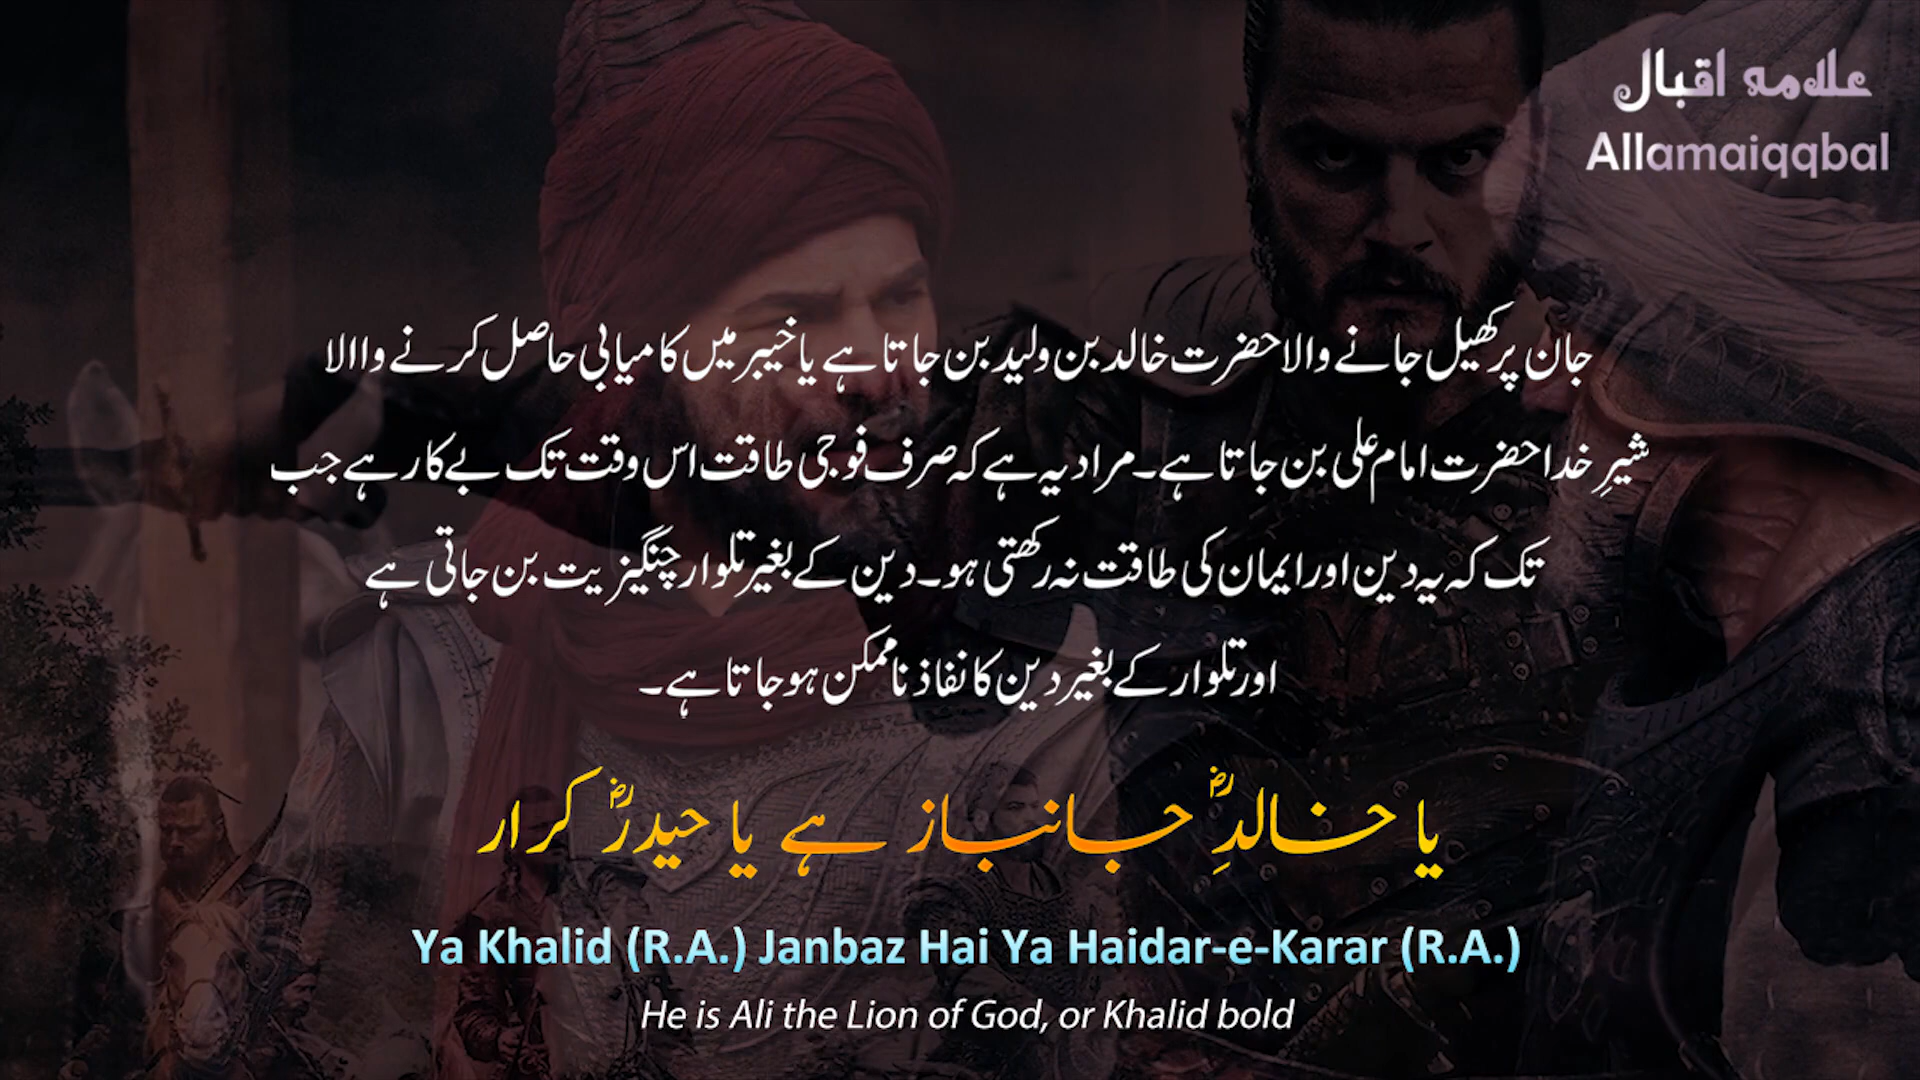 علامہ اقبال
Allamaiqqbal
جان پر کھیل جانے والا حضرت خالد بن ولید بن جاتا ہے یا خیبر میں کامیابی حاصل کرنے وااالا
شیرِ خدا حضرت امام علی بن جاتا ہے۔ مراد یہ ہے کہ صرف فوجی طاقت اس وقت تک بے کار ہے جب
تک کہ یہ دین اور ایمان کی طاقت نہ رکھتی ہو۔ دین کے بغیر تلوار چنگیزیت بن جاتی ہے
اور تلوار کے بغیر دین کا نفاذ ناممکن ہو جاتا ہے۔
یا خالدِؓ جانباز ہے یا حیدرؓ کرار
Ya Khalid (R.A.) Janbaz Hai Ya Haidar-e-Karar (R.A.)
He is Ali the Lion of God, or Khalid bold